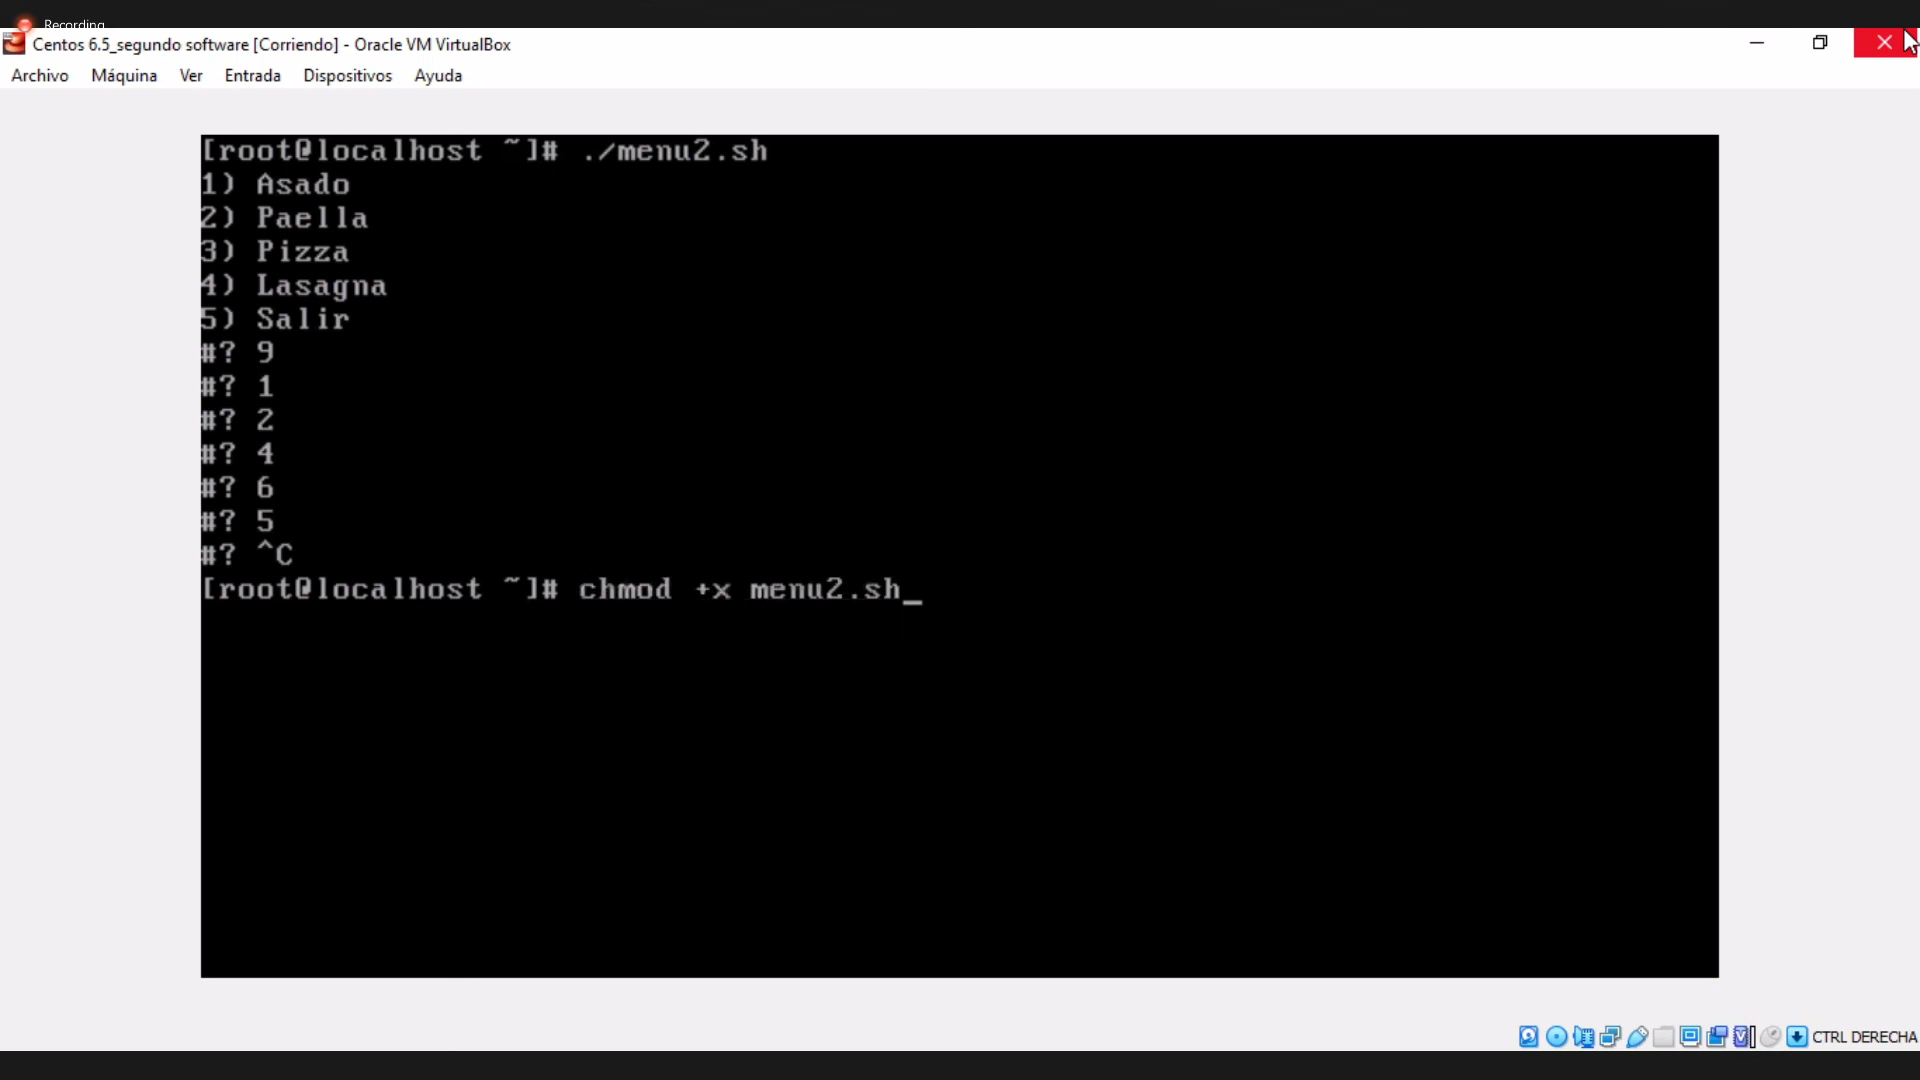 Recording
Centos 6.5_segundo software [Corriendo] - Oracle VM VirtualBox
Archivo Máquina Ver Entrada Dispositivos Ayuda
[root@localhost ~]# ./menu2.sh
1) Asado
2) Paella
3) Pizza
4) Lasagna
5) Salir
#? 9
#? 1
#? 2
#? 4
#? 6
#? 5
#? ^C
[root@localhost ~]# chmod +x menu2.sh_
CTRL DERECHA